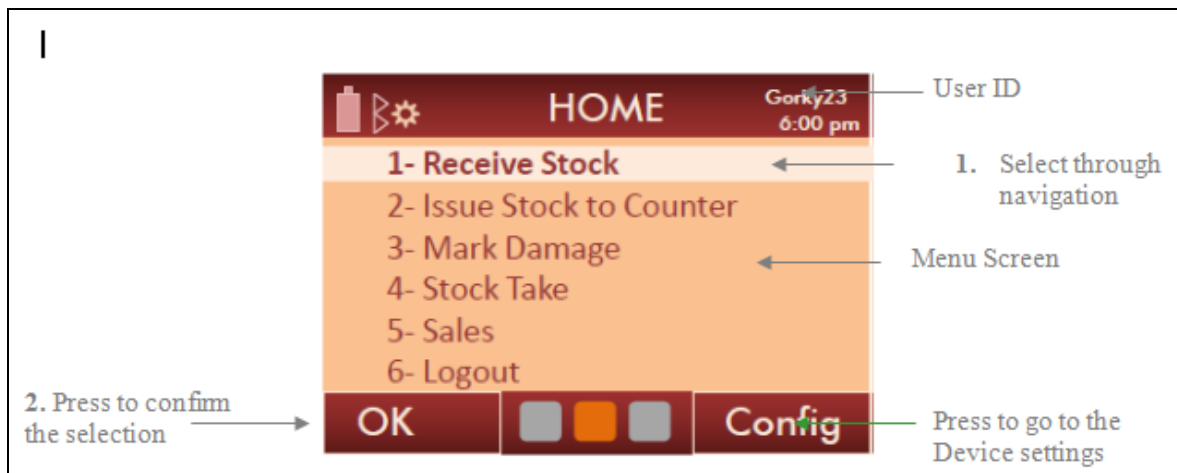 HOME
Gorky23
6:00 pm
User ID
1- Receive Stock
1. Select through
navigation
2- Issue Stock to Counter
3- Mark Damage
Menu Screen
4- Stock Take
5- Sales
6- Logout
2. Press to confirm
the selection
OK
Config
Press to go to the
Device settings